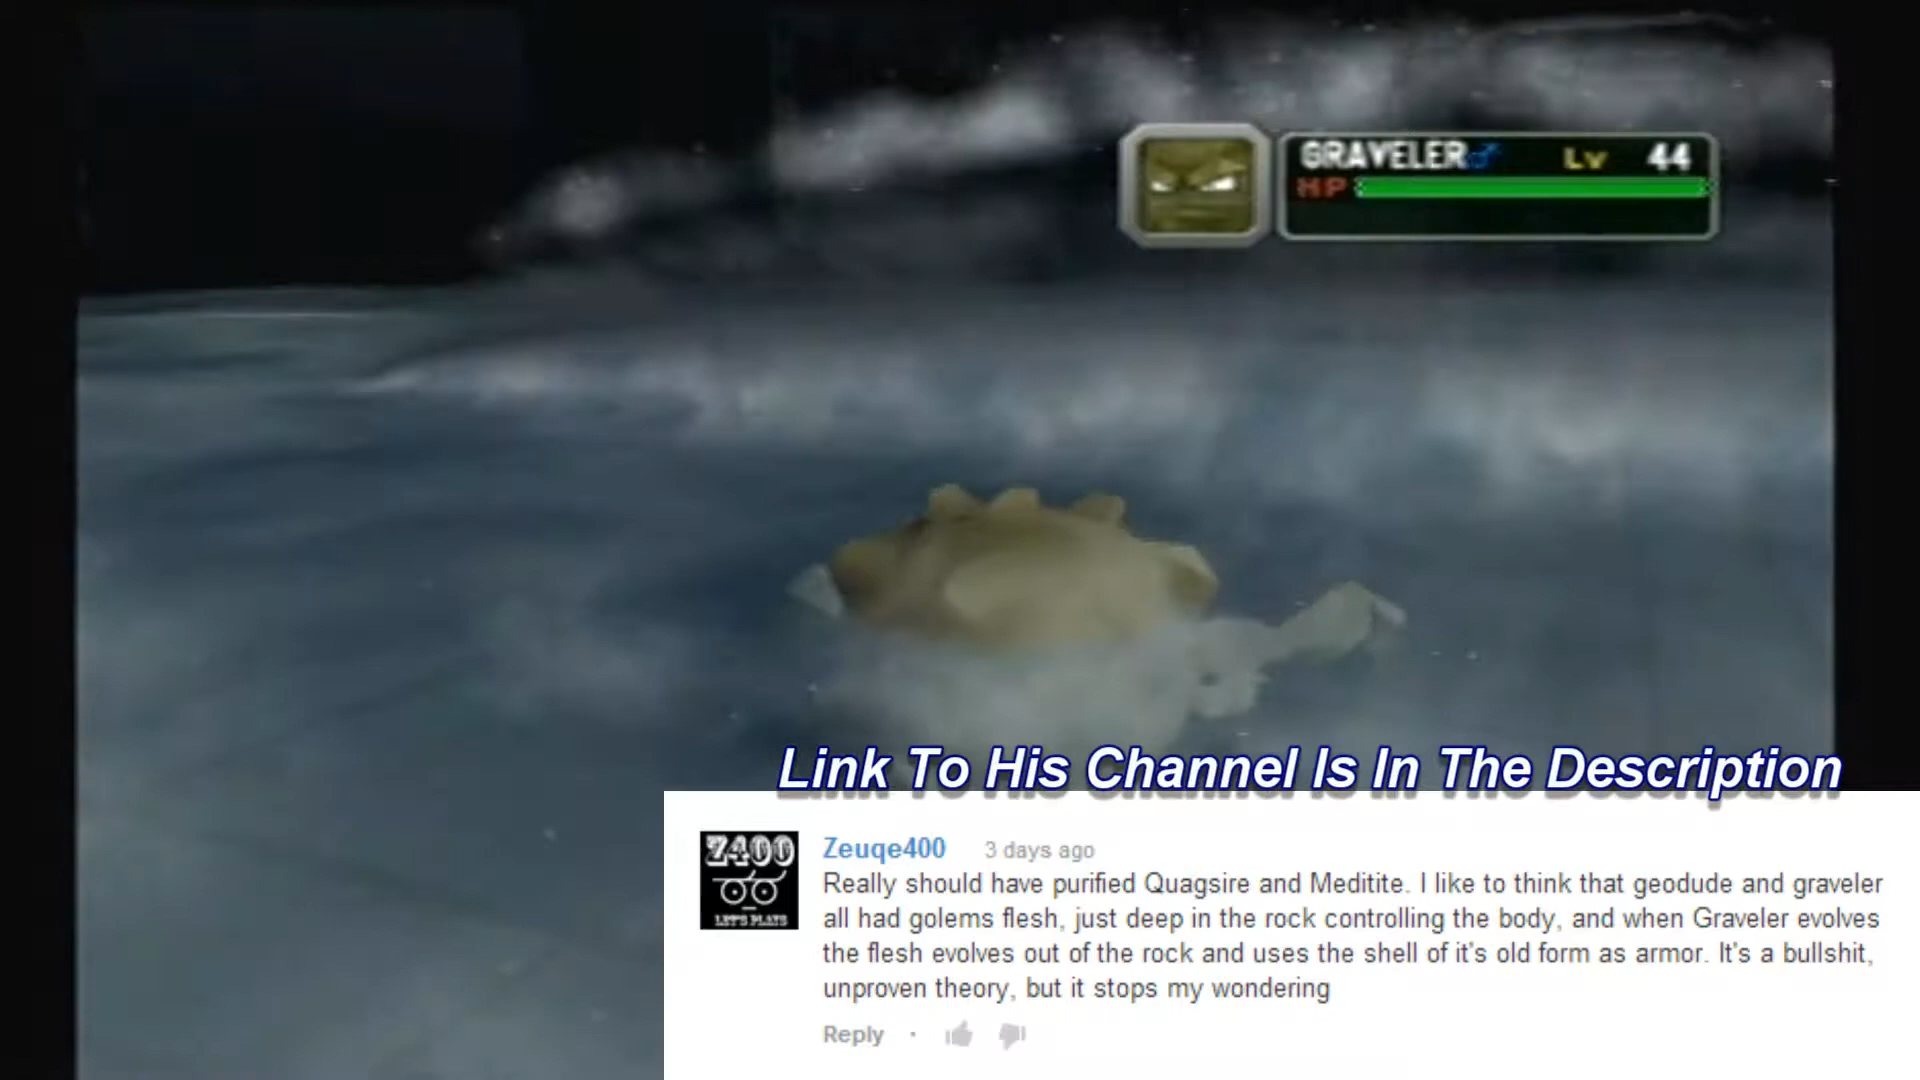 GRAVELER♂ Lv 44
HP
Link To His Channel Is In The Description
Z400
LET'S PLAYS
Zeuqe400 3 days ago
Really should have purified Quagsire and Meditite. I like to think that geodude and graveler
all had golems flesh, just deep in the rock controlling the body, and when Graveler evolves
the flesh evolves out of the rock and uses the shell of it's old form as armor. It's a bullshit,
unproven theory, but it stops my wondering
Reply ·